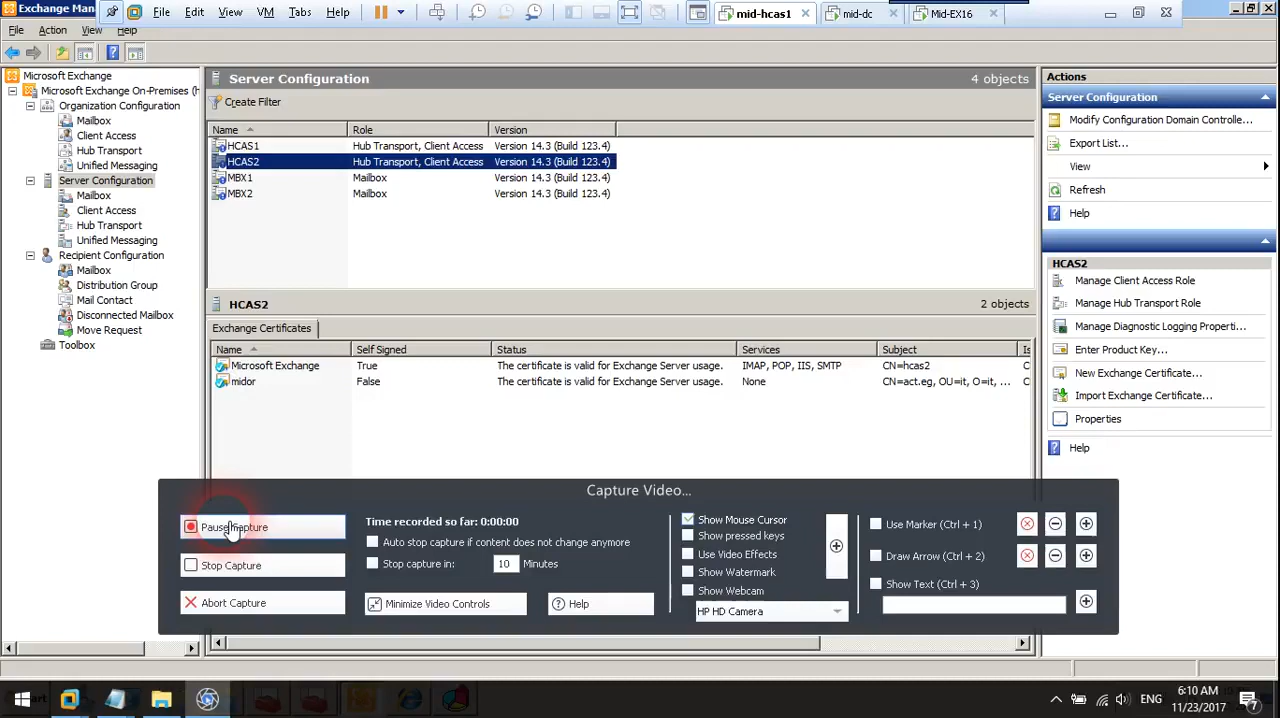 Exchange Man
File Edit View VM Tabs Help
mid-hcas1 mid-dc Mid-EX16
File Action View Help
Microsoft Exchange
Microsoft Exchange On-Premises (h
Organization Configuration
Mailbox
Client Access
Hub Transport
Unified Messaging
Server Configuration
Mailbox
Client Access
Hub Transport
Unified Messaging
Recipient Configuration
Mailbox
Distribution Group
Mail Contact
Disconnected Mailbox
Move Request
Toolbox
Server Configuration 4 objects
Create Filter
Name Role Version
HCAS1 Hub Transport, Client Access Version 14.3 (Build 123.4)
HCAS2 Hub Transport, Client Access Version 14.3 (Build 123.4)
MBX1 Mailbox Version 14.3 (Build 123.4)
MBX2 Mailbox Version 14.3 (Build 123.4)
HCAS2 2 objects
Exchange Certificates
Name Self Signed Status Services Subject Is
Microsoft Exchange True The certificate is valid for Exchange Server usage. IMAP, POP, IIS, SMTP CN=hcas2
midor False The certificate is valid for Exchange Server usage. None CN=act.eg, OU=it, O=it, ... C
Actions
Server Configuration
Modify Configuration Domain Controlle...
Export List...
View
Refresh
Help
HCAS2
Manage Client Access Role
Manage Hub Transport Role
Manage Diagnostic Logging Properti...
Enter Product Key...
New Exchange Certificate...
Import Exchange Certificate...
Properties
Help
Capture Video...
Pause Capture
Stop Capture
Abort Capture
Time recorded so far: 0:00:00
Auto stop capture if content does not change anymore
Stop capture in: 10 Minutes
Minimize Video Controls Help
Show Mouse Cursor
Show pressed keys
Use Video Effects
Show Watermark
Show Webcam
HP HD Camera
Use Marker (Ctrl + 1)
Draw Arrow (Ctrl + 2)
Show Text (Ctrl + 3)
ENG
6:10 AM
11/23/2017
7